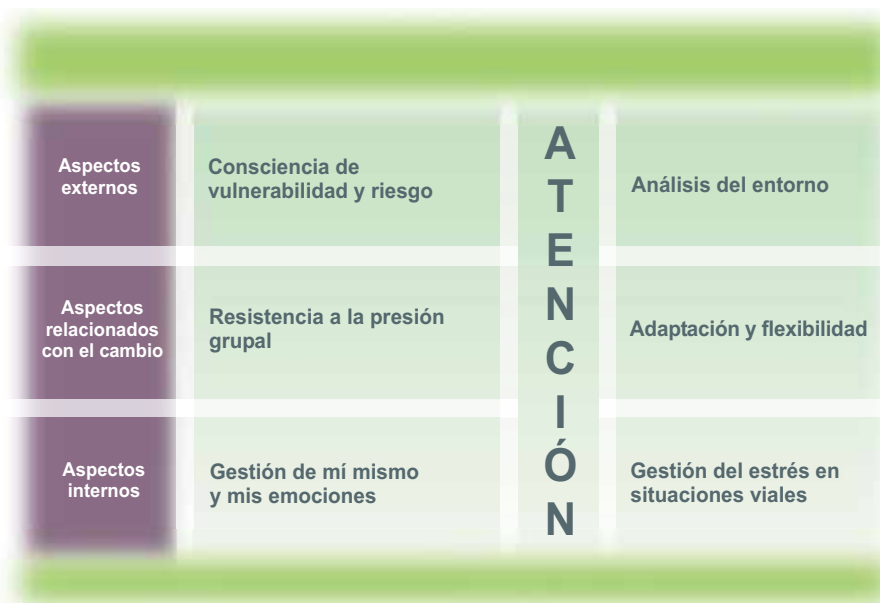 Aspectos
externos
Consciencia de
vulnerabilidad y riesgo
ATENCIÓN
Análisis del entorno
Aspectos
relacionados
con el cambio
Resistencia a la presión
grupal
Adaptación y flexibilidad
Aspectos
internos
Gestión de mí mismo
y mis emociones
Gestión del estrés en
situaciones viales